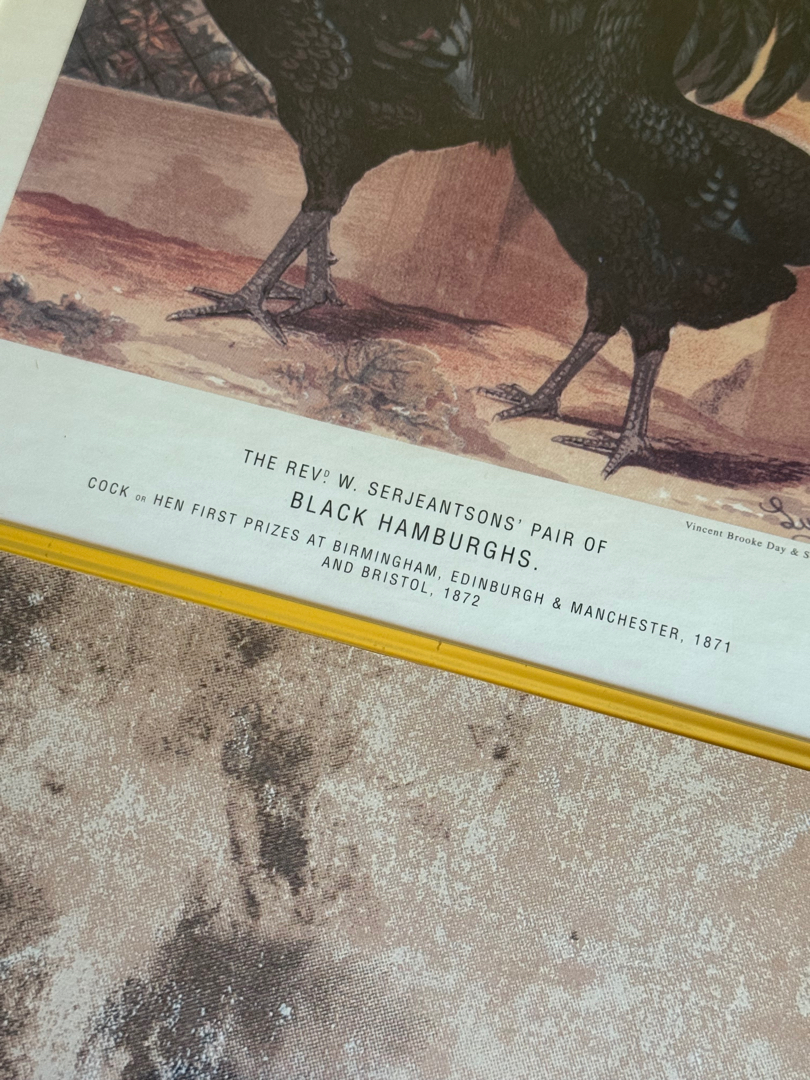 THE REVᴰ. W. SERJEANTSONS' PAIR OF
BLACK HAMBURGHS.
COCK OR HEN FIRST PRIZES AT BIRMINGHAM, EDINBURGH & MANCHESTER, 1871
AND BRISTOL, 1872
Vincent Brooke Day & S